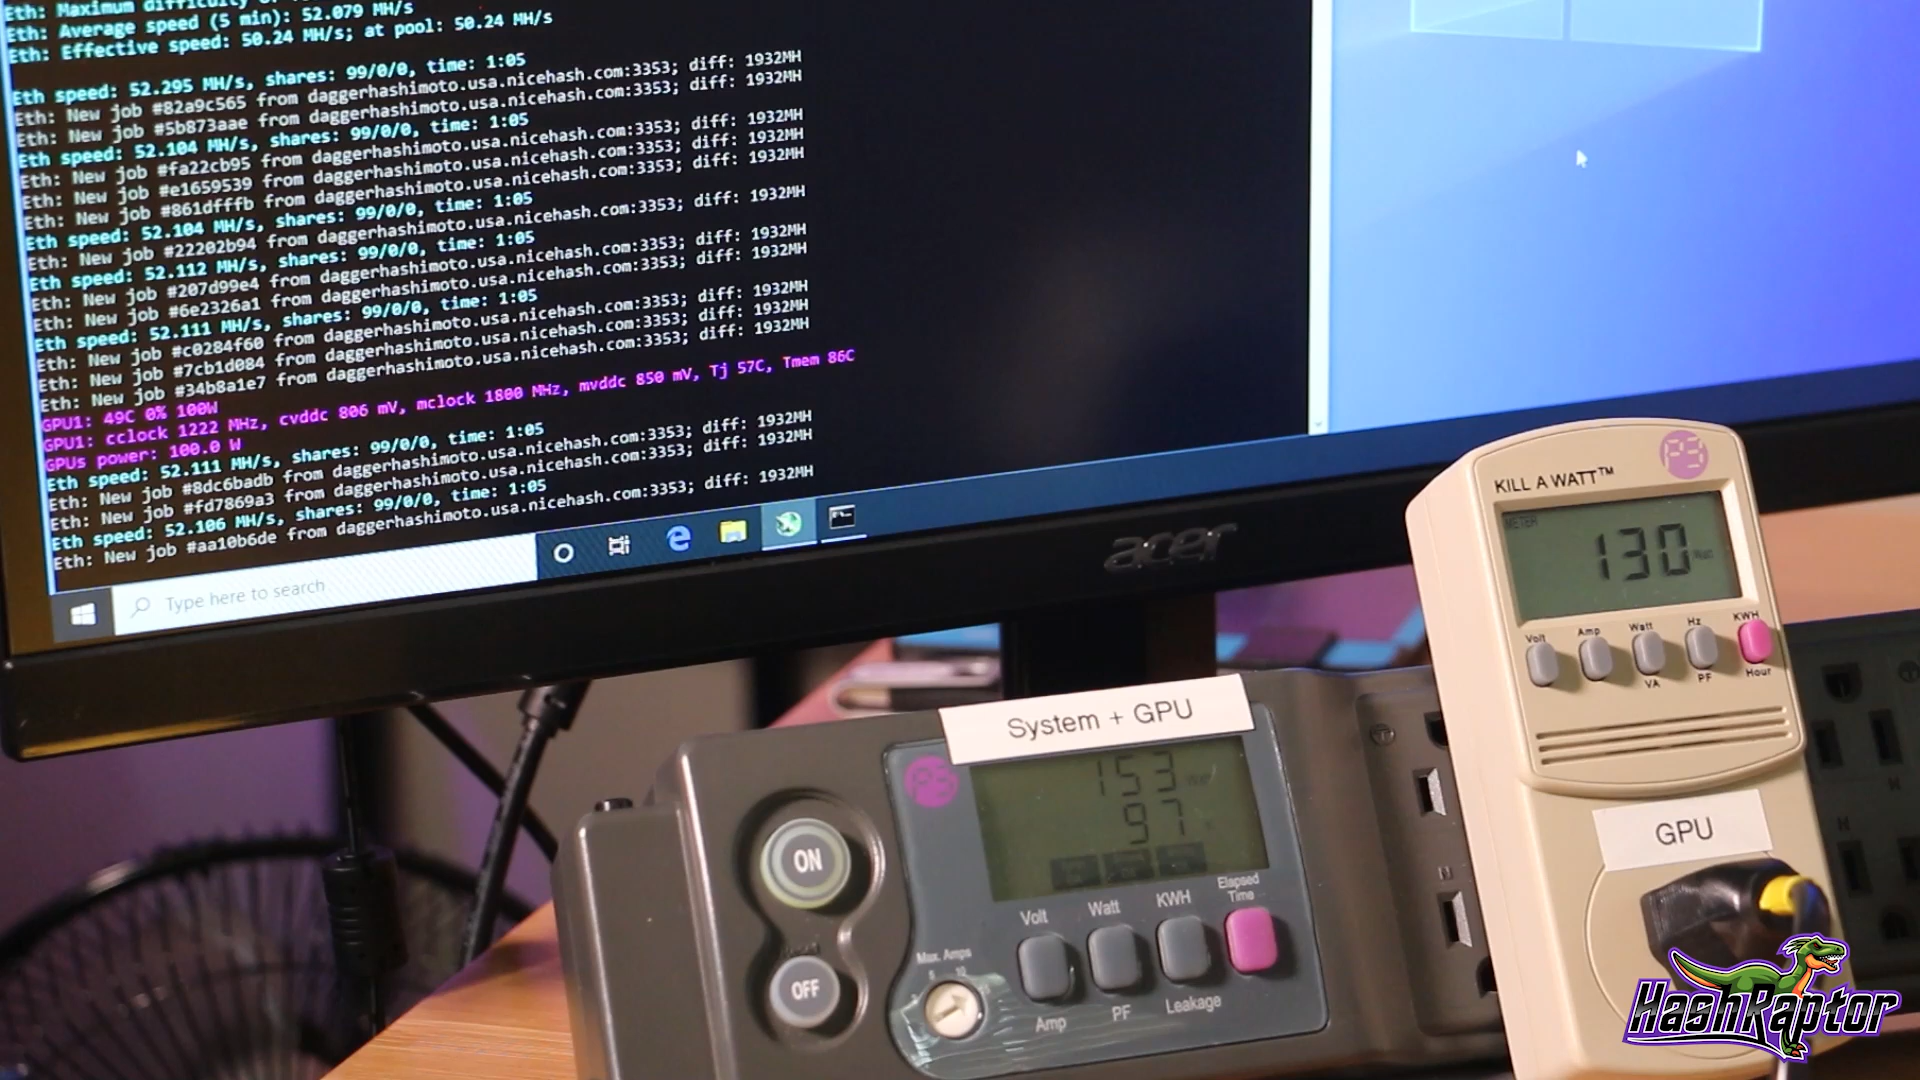 Eth: Maximum difficulty of
Eth: Average speed (5 min): 52.079 MH/s
Eth: Effective speed: 50.24 MH/s; at pool: 50.24 MH/s
Eth speed: 52.295 MH/s, shares: 99/0/0, time: 1:05
Eth: New job #82a9c565 from daggerhashimoto.usa.nicehash.com:3353; diff: 1932MH
Eth: New job #5b873aae from daggerhashimoto.usa.nicehash.com:3353; diff: 1932MH
Eth speed: 52.104 MH/s, shares: 99/0/0, time: 1:05
Eth: New job #fa22cb95 from daggerhashimoto.usa.nicehash.com:3353; diff: 1932MH
Eth: New job #e1659539 from daggerhashimoto.usa.nicehash.com:3353; diff: 1932MH
Eth: New job #861dfffb from daggerhashimoto.usa.nicehash.com:3353; diff: 1932MH
Eth speed: 52.104 MH/s, shares: 99/0/0, time: 1:05
Eth: New job #22202b94 from daggerhashimoto.usa.nicehash.com:3353; diff: 1932MH
Eth speed: 52.112 MH/s, shares: 99/0/0, time: 1:05
Eth: New job #207d99e4 from daggerhashimoto.usa.nicehash.com:3353; diff: 1932MH
Eth: New job #6e2326a1 from daggerhashimoto.usa.nicehash.com:3353; diff: 1932MH
Eth speed: 52.111 MH/s, shares: 99/0/0, time: 1:05
Eth: New job #c0284f60 from daggerhashimoto.usa.nicehash.com:3353; diff: 1932MH
Eth: New job #7cb1d084 from daggerhashimoto.usa.nicehash.com:3353; diff: 1932MH
Eth: New job #34b8a1e7 from daggerhashimoto.usa.nicehash.com:3353; diff: 1932MH
GPU1: 49C 0% 100W
GPU1: cclock 1222 MHz, cvddc 806 mV, mclock 1800 MHz, mvddc 850 mV, Tj 57C, Tmem 86C
GPUs power: 100.0 W
Eth speed: 52.111 MH/s, shares: 99/0/0, time: 1:05
Eth: New job #8dc6badb from daggerhashimoto.usa.nicehash.com:3353; diff: 1932MH
Eth: New job #fd7869a3 from daggerhashimoto.usa.nicehash.com:3353; diff: 1932MH
Eth speed: 52.106 MH/s, shares: 99/0/0, time: 1:05
Eth: New job #aa10b6de from daggerhashimoto.usa.nicehash.com:3353; diff: 1932MH
Type here to search
acer
P3
KILL A WATT™
METER
130 Watt
Volt Amp Watt Hz KWH
VA PF Hour
GPU
System + GPU
P3
153 Watt
97
ON
OFF
Volt Watt KWH Elapsed Time
Max. Amps
5 10
Amp PF Leakage
HashRaptor